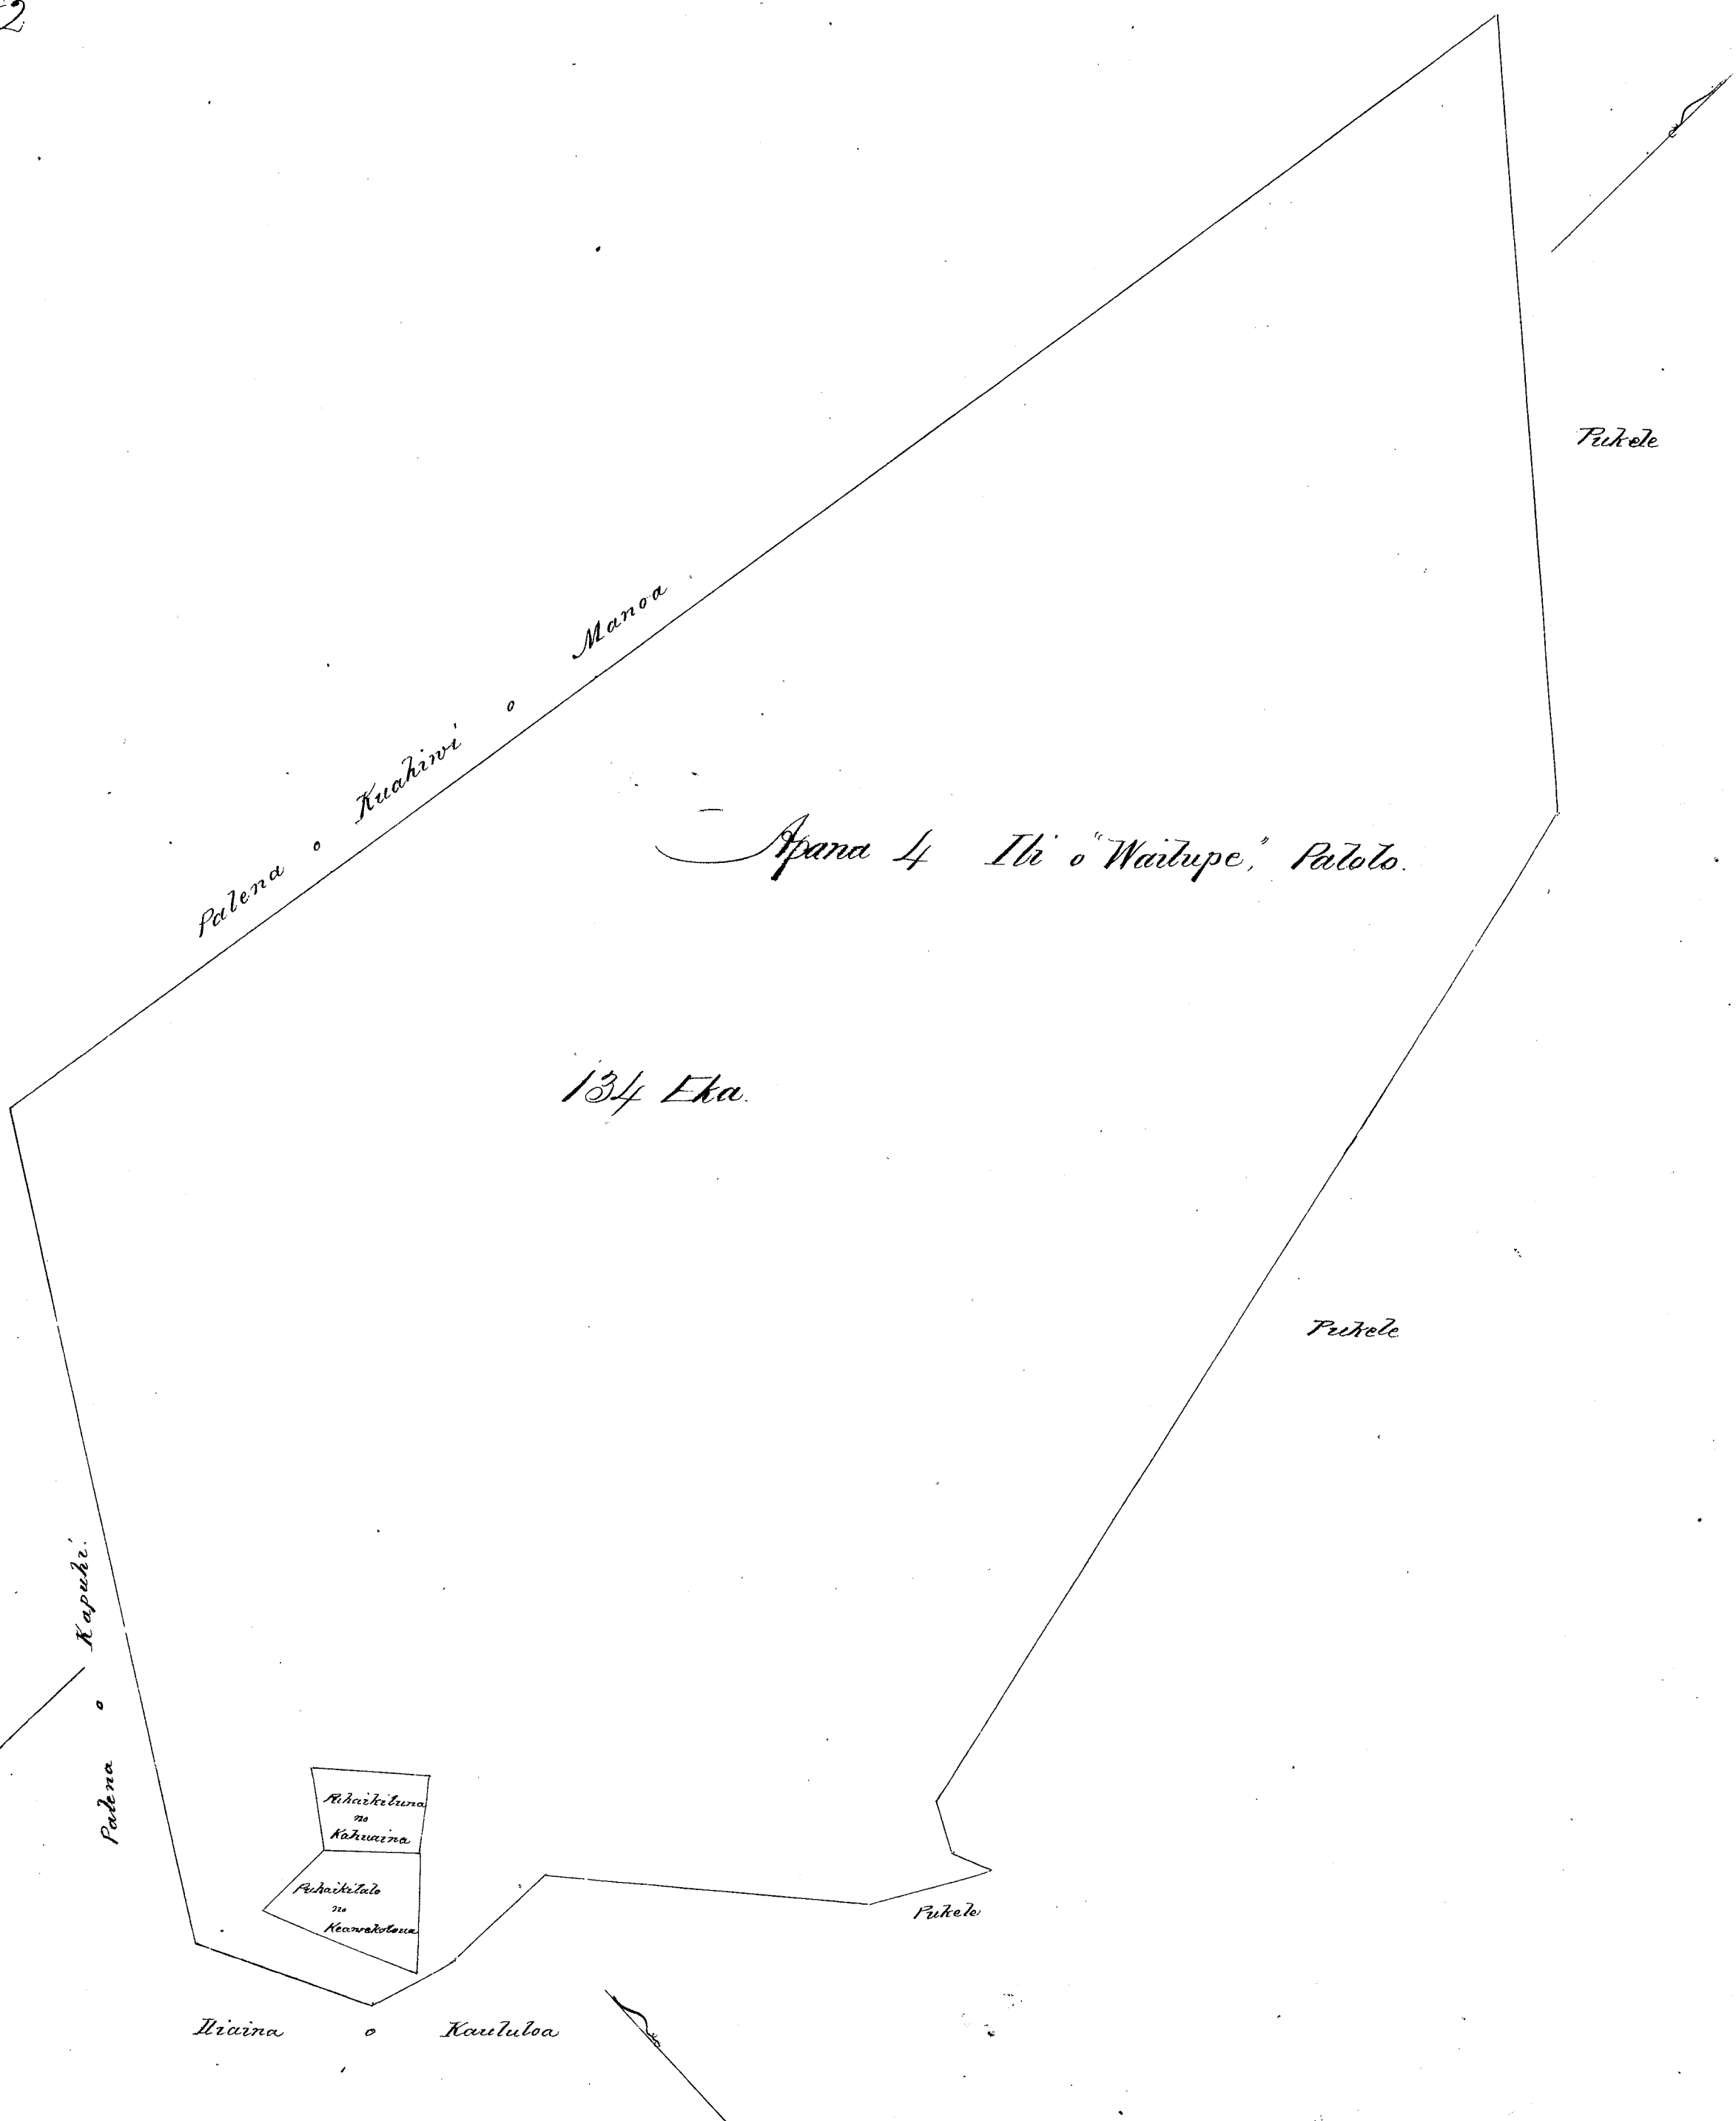 2
Pukele
Palena o Kuahiwi o Manoa
Apana 4 Ili o "Wailupe," Palolo.
134 Eka.
Pukele
Palena o Kapuhi.
Kahuaina
no
Pukele
Iliaina o Kaululoa